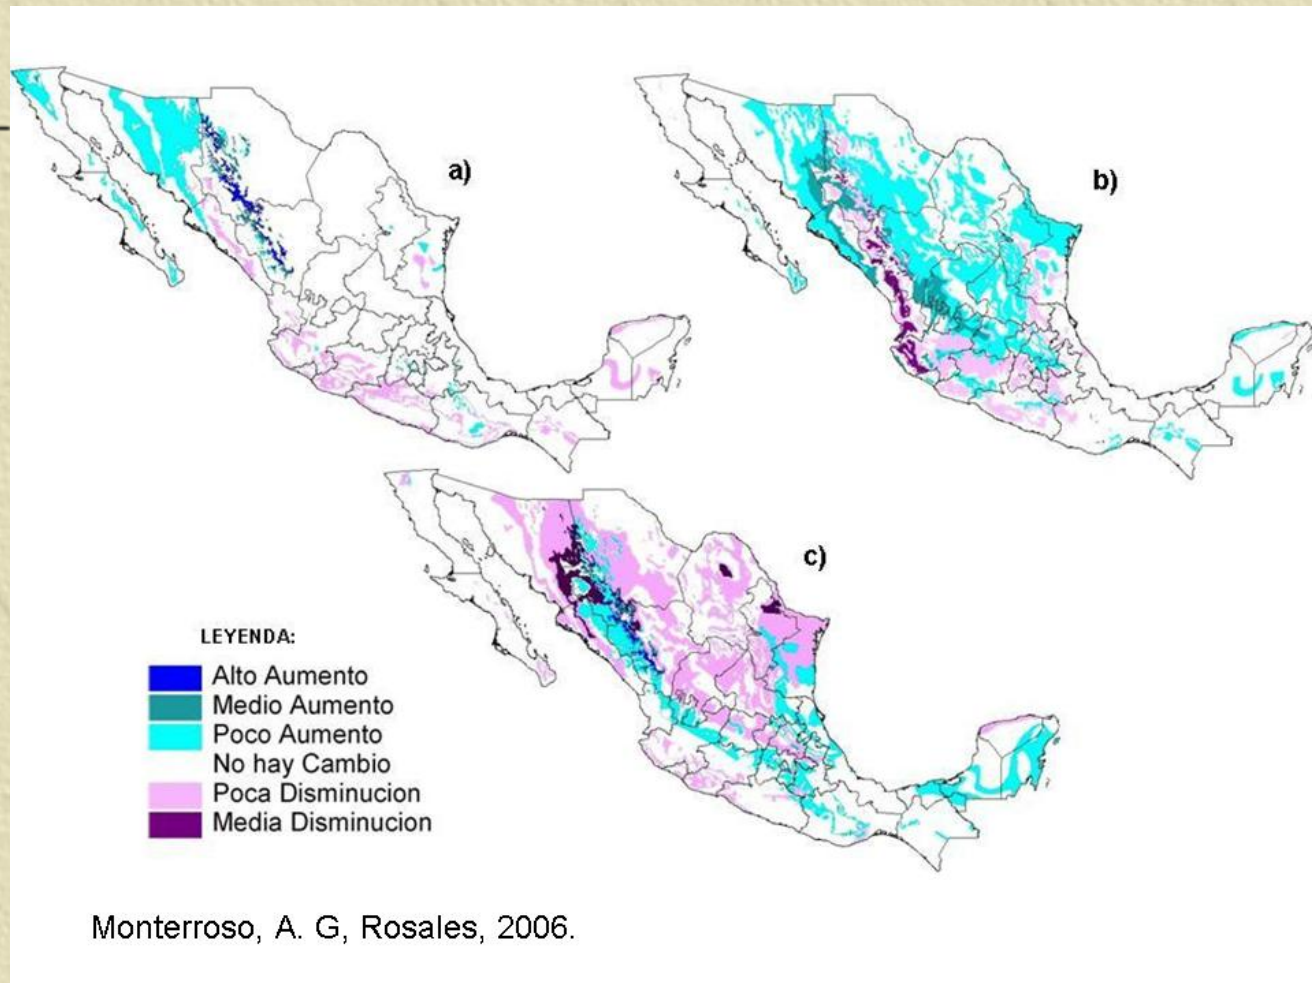 a)
b)
c)
LEYENDA:
Alto Aumento
Medio Aumento
Poco Aumento
No hay Cambio
Poca Disminucion
Media Disminucion
Monterroso, A. G, Rosales, 2006.